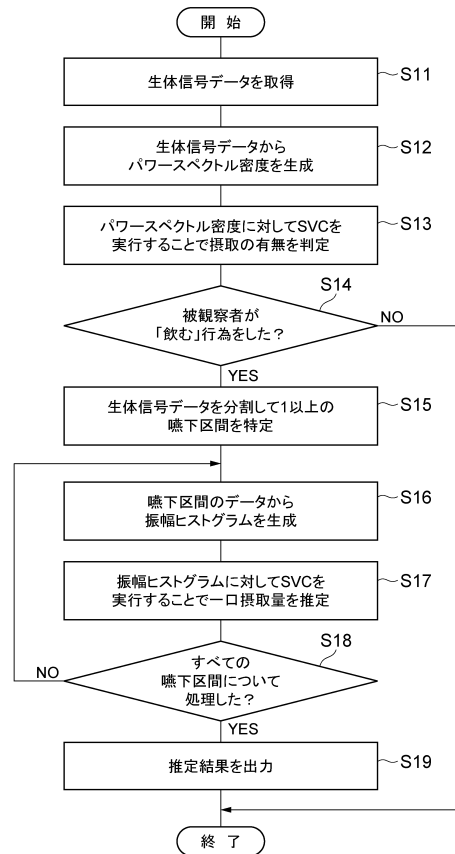 開 始
生体信号データを取得
S11
生体信号データから
パワースペクトル密度を生成
S12
パワースペクトル密度に対してSVCを
実行することで摂取の有無を判定
S13
S14
被観察者が
「飲む」行為をした？
NO
YES
生体信号データを分割して1以上の
嚥下区間を特定
S15
嚥下区間のデータから
振幅ヒストグラムを生成
S16
振幅ヒストグラムに対してSVCを
実行することで一口摂取量を推定
S17
S18
すべての
嚥下区間について
処理した？
NO
YES
推定結果を出力
S19
終 了